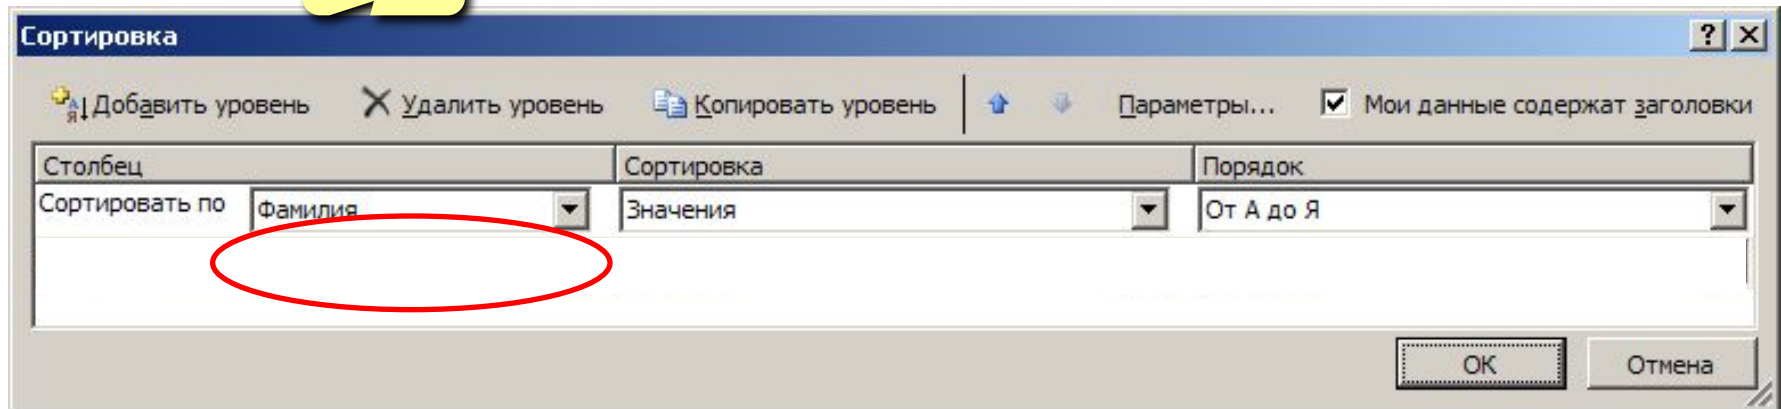 Сортировка
Добавить уровень Удалить уровень Копировать уровень Параметры... Мои данные содержат заголовки
Столбец Сортировка Порядок
Сортировать по Фамилия Значения От А до Я
ОК Отмена